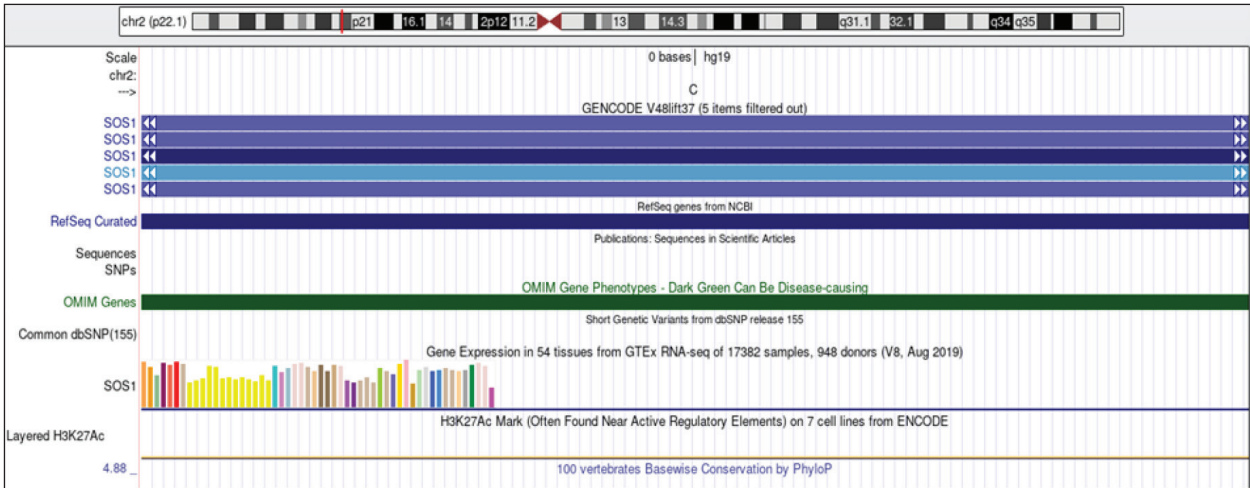 chr2 (p22.1) p21 16.1 14 2p12 11.2 13 14.3 q31.1 32.1 q34 q35
Scale 0 bases hg19
chr2:
---> C
GENCODE V48lift37 (5 items filtered out)
SOS1
SOS1
SOS1
SOS1
SOS1
RefSeq genes from NCBI
RefSeq Curated
Publications: Sequences in Scientific Articles
Sequences
SNPs
OMIM Gene Phenotypes - Dark Green Can Be Disease-causing
OMIM Genes
Short Genetic Variants from dbSNP release 155
Common dbSNP(155)
Gene Expression in 54 tissues from GTEx RNA-seq of 17382 samples, 948 donors (V8, Aug 2019)
SOS1
H3K27Ac Mark (Often Found Near Active Regulatory Elements) on 7 cell lines from ENCODE
Layered H3K27Ac
4.88 _ 100 vertebrates Basewise Conservation by PhyloP